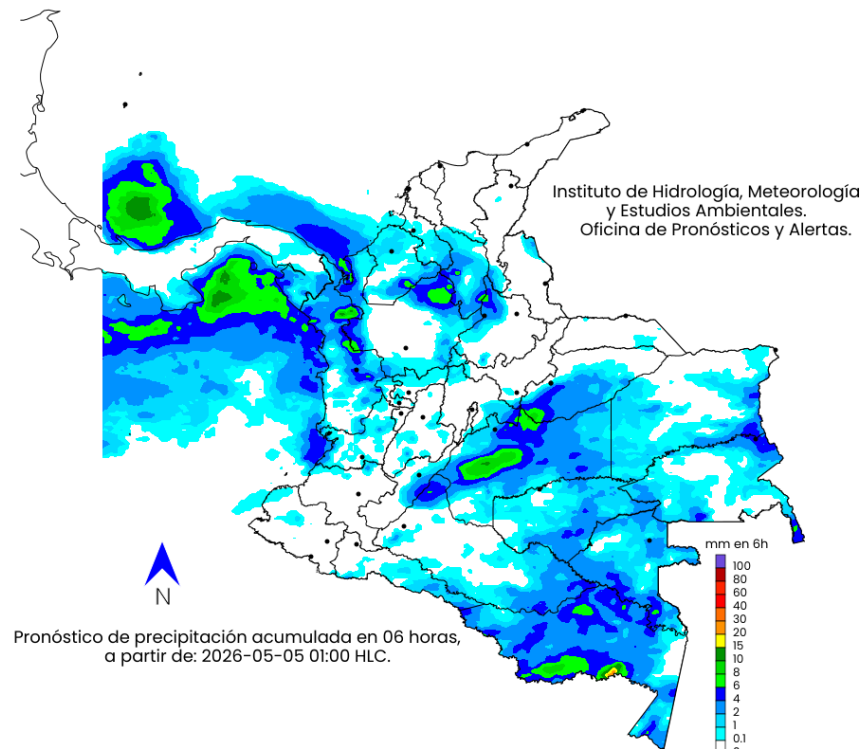 Instituto de Hidrología, Meteorología
y Estudios Ambientales.
Oficina de Pronósticos y Alertas.
mm en 6h
100
80
60
40
30
20
15
10
8
6
4
2
1
0.1
N
Pronóstico de precipitación acumulada en 06 horas,
a partir de: 2026-05-05 01:00 HLC.